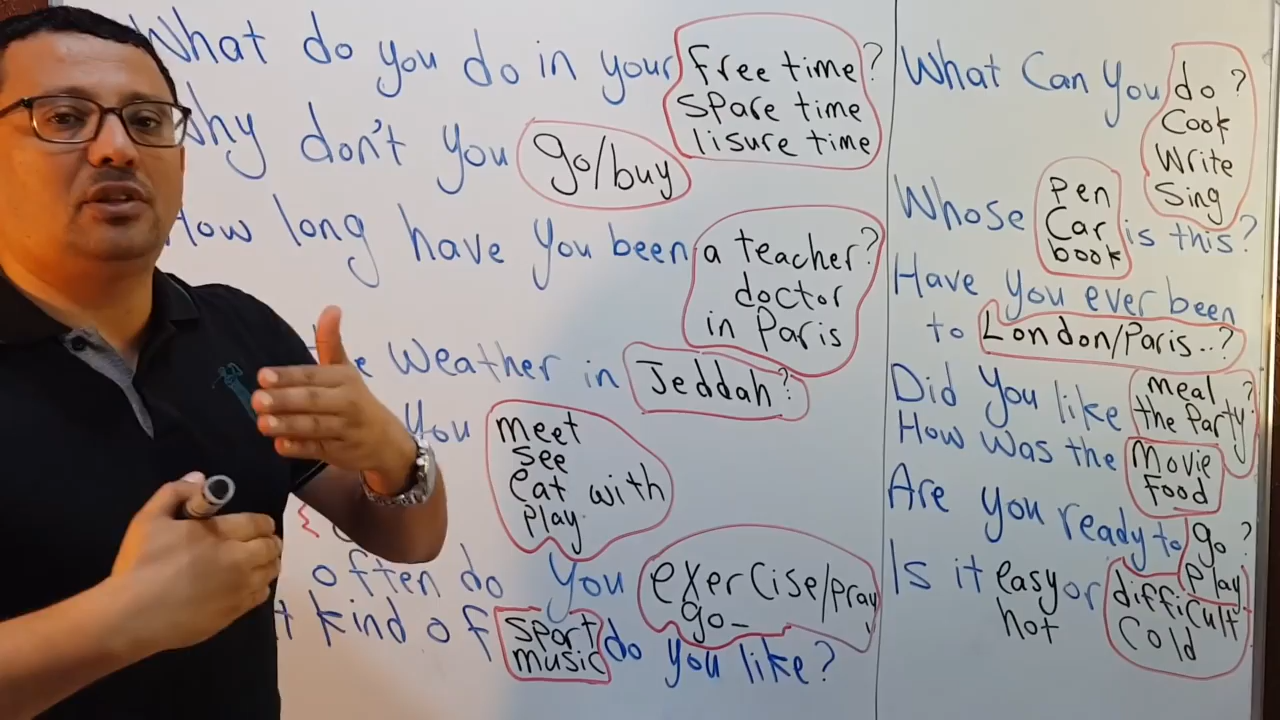 What do you do in your free time?
spare time
lisure time
Why don't you go/buy
How long have you been a teacher?
doctor
in Paris
the Weather in Jeddah?
you meet
see
eat with
play
often do you exercise/pray
go_
kind of sport do you like?
music
What Can You do?
Cook
Write
Sing
Whose pen is this?
Car
book
Have you ever been
to London/Paris..?
Did You like meal?
the Party
How Was the Movie
food
Are you ready to go?
play
Is it easy or difficult
hot Cold